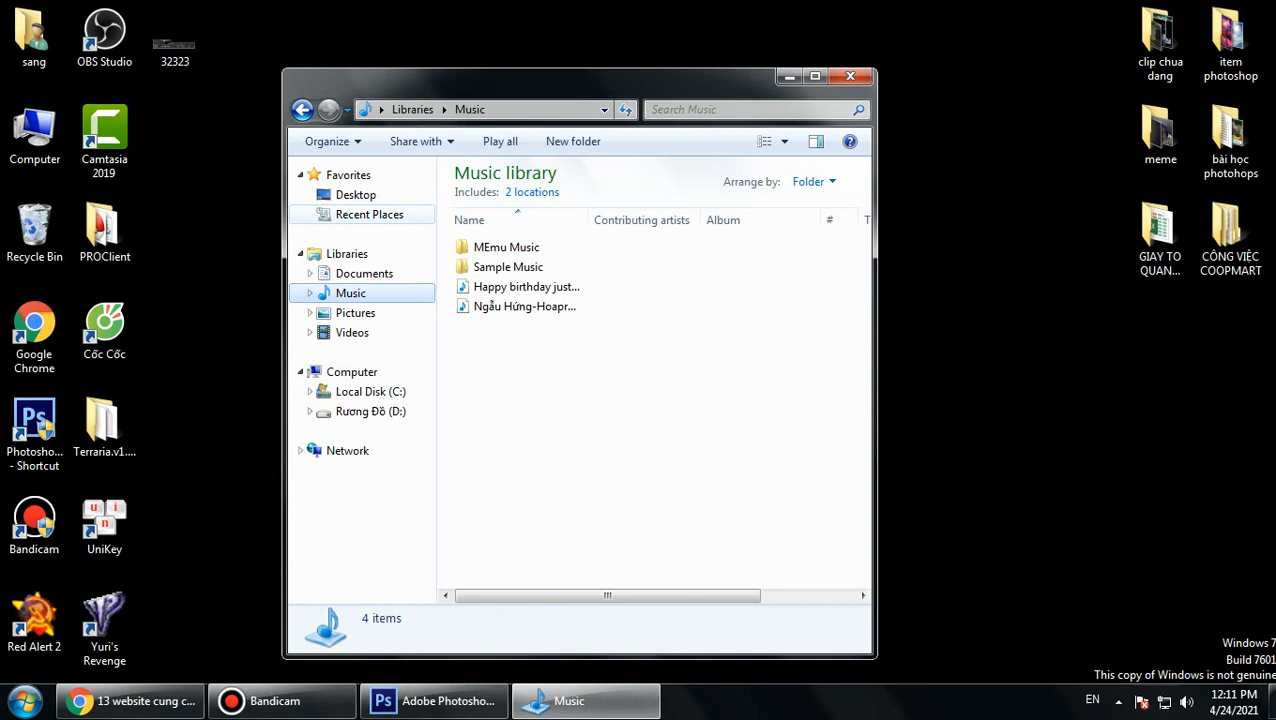 sang
OBS Studio
32323
Computer
Camtasia
2019
Recycle Bin
PROClient
Google
Chrome
Cốc Cốc
Photosho...
- Shortcut
Terraria.v1....
Bandicam
UniKey
Red Alert 2
Yuri's
Revenge
Libraries
Music
Search Music
Organize
Share with
Play all
New folder
Favorites
Desktop
Recent Places
Libraries
Documents
Music
Pictures
Videos
Computer
Local Disk (C:)
Rương Đồ (D:)
Network
Music library
Includes: 2 locations
Arrange by: Folder
Name
Contributing artists
Album
#
T
MEmu Music
Sample Music
Happy birthday just...
Ngẫu Hứng-Hoapr...
4 items
clip chua
dang
item
photoshop
meme
bài học
photohops
GIAY TO
QUAN...
CÔNG VIỆC
COOPMART
Windows 7
Build 7601
This copy of Windows is not genuine
13 website cung c...
Bandicam
Adobe Photosho...
Music
EN
12:11 PM
4/24/2021